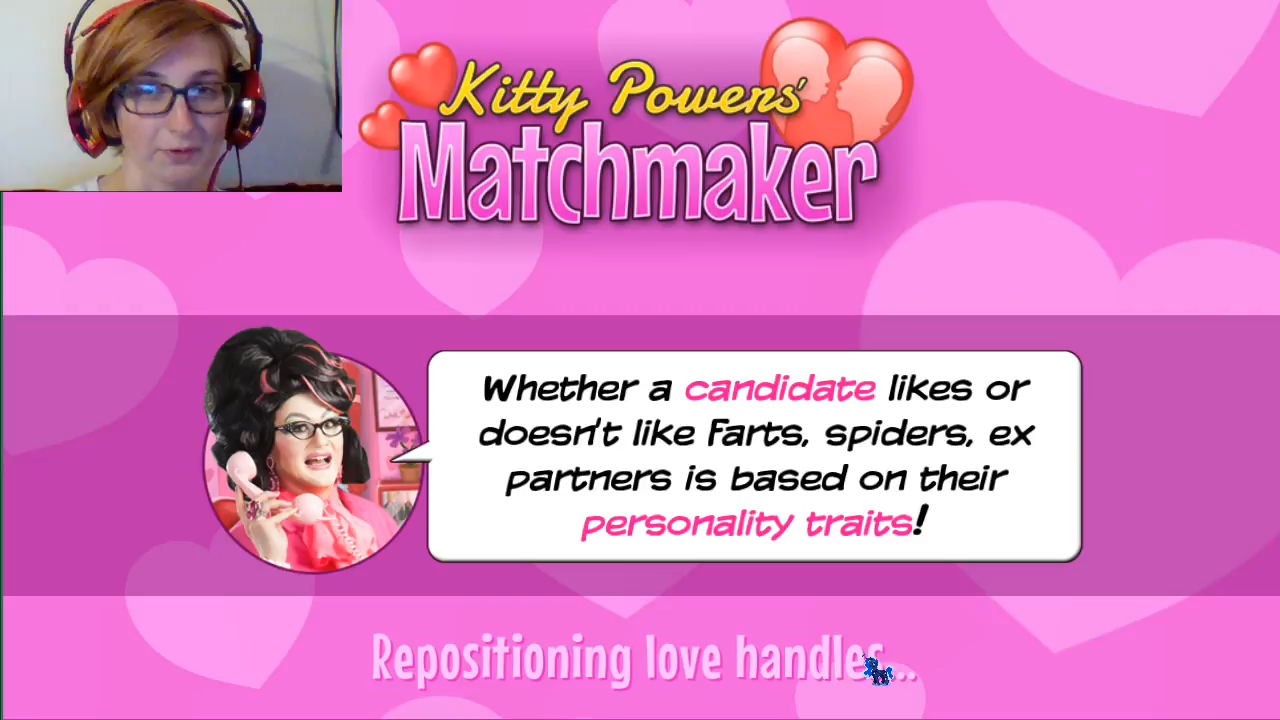 Kitty Powers'
Matchmaker
Whether a candidate likes or
doesn't like Farts, spiders, ex
partners is based on their
personality traits!
Repositioning love handles...